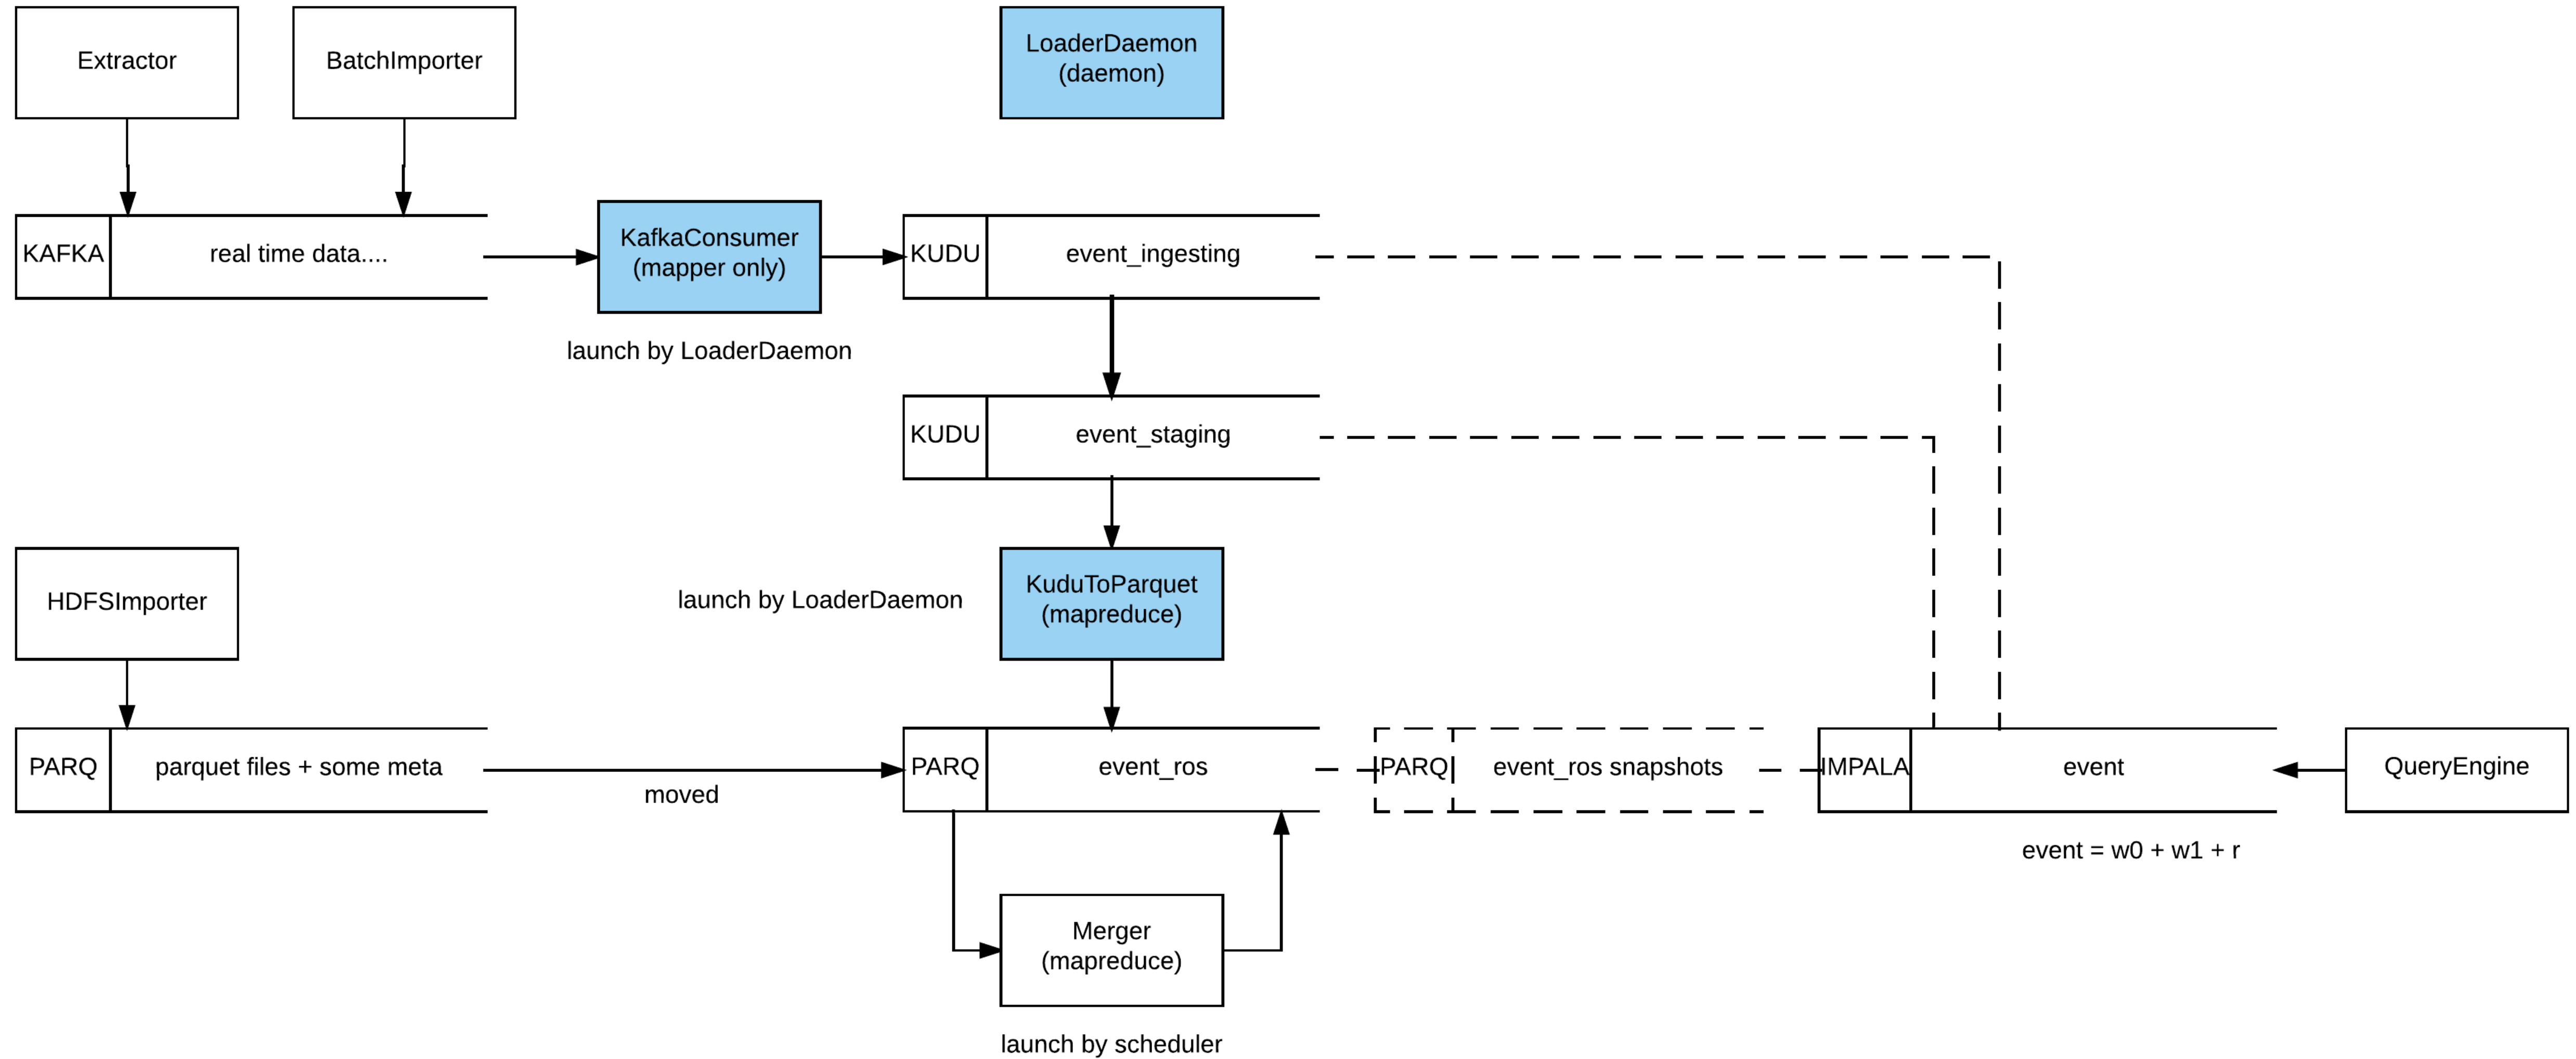 Extractor
BatchImporter
LoaderDaemon
(daemon)
KAFKA
real time data....
KafkaConsumer
(mapper only)
launch by LoaderDaemon
KUDU
event_ingesting
KUDU
event_staging
HDFSImporter
launch by LoaderDaemon
KuduToParquet
(mapreduce)
PARQ
parquet files + some meta
moved
PARQ
event_ros
PARQ
event_ros snapshots
IMPALA
event
QueryEngine
event = w0 + w1 + r
Merger
(mapreduce)
launch by scheduler